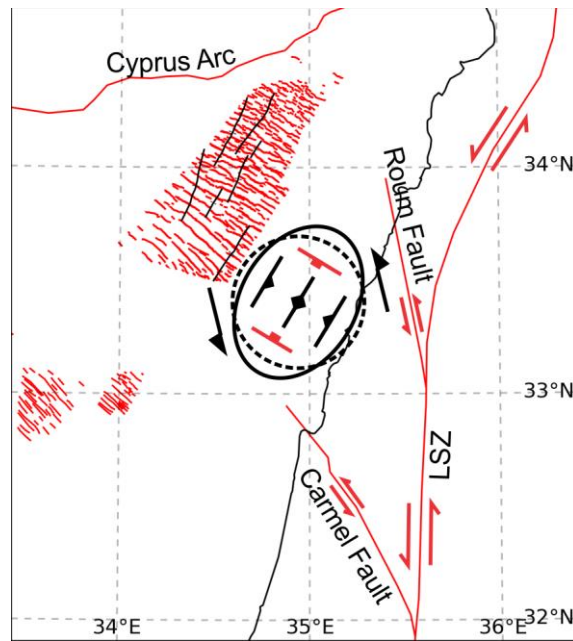 Cyprus Arc
34°N
Roum Fault
33°N
LSZ
Carmel Fault
32°N
34°E
35°E
36°E